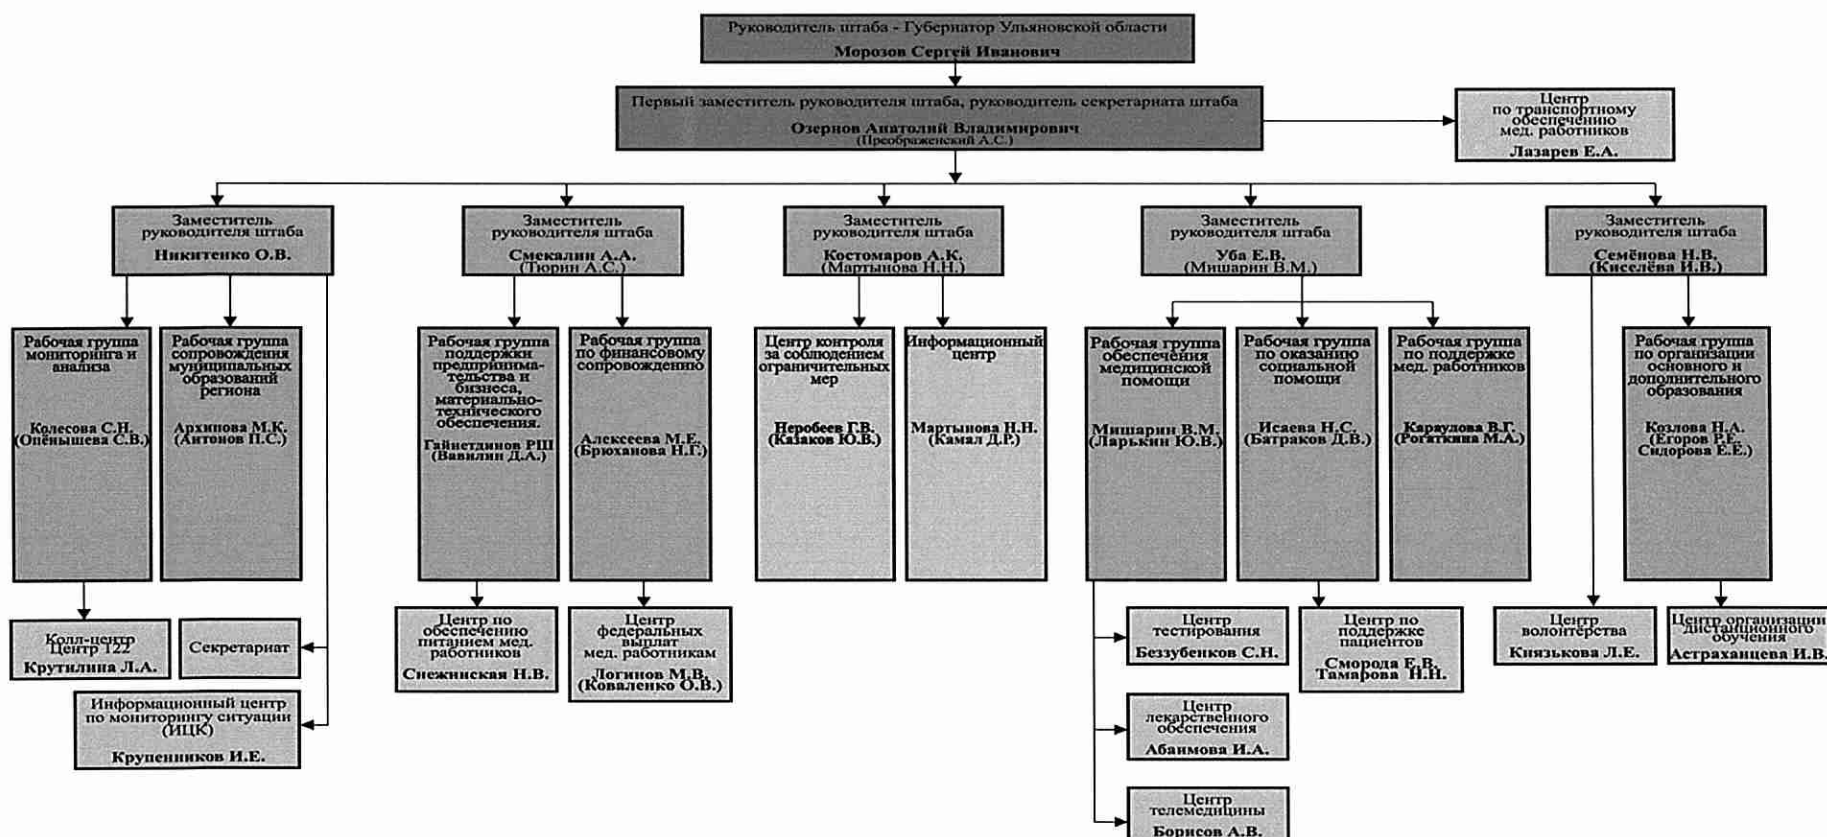 Руководитель штаба - Губернатор Ульяновской области
Морозов Сергей Иванович
Первый заместитель руководителя штаба, руководитель секретариата штаба
Озернов Анатолий Владимирович
(Преображенский А.С.)
Центр
по транспортному
обеспечению
мед. работников
Лазарев Е.А.
Заместитель
руководителя штаба
Никитенко О.В.
Заместитель
руководителя штаба
Смекалин А.А.
(Тюрин А.С.)
Заместитель
руководителя штаба
Костомаров А.К.
(Мартынова Н.Н.)
Заместитель
руководителя штаба
Уба Е.В.
(Мишарин В.М.)
Заместитель
руководителя штаба
Семёнова Н.В.
(Киселёва И.В.)
Рабочая группа
мониторинга и
анализа
Колесова С.Н.
(Опёнышева С.В.)
Рабочая группа
сопровождения
муниципальных
образований
региона
Архипова М.К.
(Антонов П.С.)
Рабочая группа
поддержки
предпринима-
тельства и
бизнеса,
материально-
технического
обеспечения.
Гайнетдинов РШ
(Вавилин Д.А.)
Рабочая группа
по финансовому
сопровождению
Алексеева М.Е.
(Брюханова Н.Г.)
Центр контроля
за соблюдением
ограничительных
мер
Неробеев Г.В.
(Казаков Ю.В.)
Информационный
центр
Мартынова Н.Н.
(Камал Д.Р.)
Рабочая группа
обеспечения
медицинской
помощи
Мишарин В.М.
(Ларькин Ю.В.)
Рабочая группа
по оказанию
социальной
помощи
Исаева Н.С.
(Батраков Д.В.)
Рабочая группа
по поддержке
мед. работников
Караулова В.Г.
(Рогаткина М.А.)
Рабочая группа
по организации
основного и
дополнительного
образования
Козлова Н.А.
(Егоров Р.Е.
Сидорова Е.Е.)
Колл-центр
Центр 122
Крутилина Л.А.
Секретариат
Информационный центр
по мониторингу ситуации
(ИЦК)
Крупенников И.Е.
Центр по
обеспечению
питанием мед.
работников
Снежинская Н.В.
Центр
федеральных
выплат
мед. работникам
Логинов М.В.
(Коваленко О.В.)
Центр
тестирования
Беззубенков С.Н.
Центр
лекарственного
обеспечения
Абаимова И.А.
Центр
телемедицины
Борисов А.В.
Центр по
поддержке
пациентов
Сморода Е.В.
Тамарова Н.Н.
Центр
волонтёрства
Князькова Л.Е.
Центр организации
дистанционного
обучения
Астраханцева И.В.